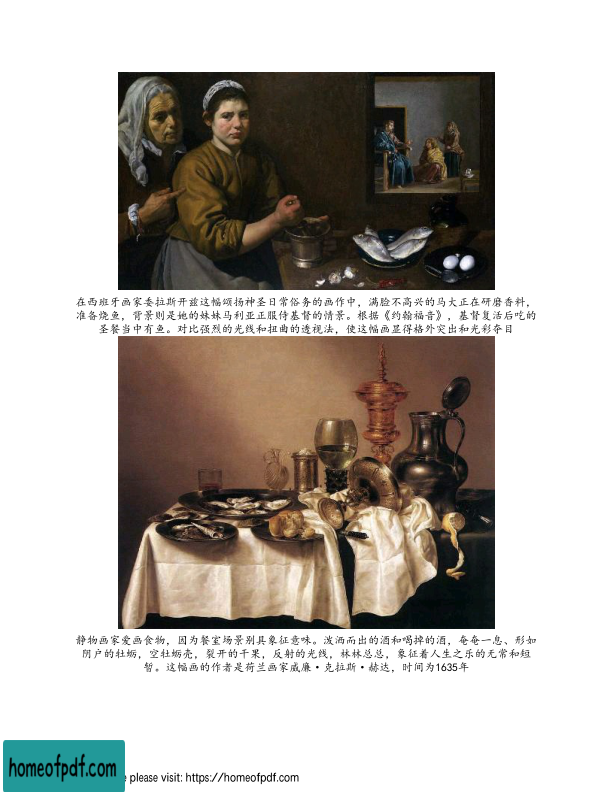 在西班牙画家委拉斯开兹这幅颂扬神圣日常俗务的画作中，满脸不高兴的马大正在研磨香料，
准备烧鱼，背景则是她的妹妹马利亚正服侍基督的情景。根据《约翰福音》，基督复活后吃的
圣餐当中有鱼。对比强烈的光线和扭曲的透视法，使这幅画显得格外突出和光彩夺目
静物画家爱画食物，因为餐室场景别具象征意味。泼洒而出的酒和喝掉的酒，奄奄一息、形如
阴户的牡蛎，空牡蛎壳，裂开的干果，反射的光线，林林总总，象征着人生之乐的无常和短
暂。这幅画的作者是荷兰画家威廉·克拉斯·赫达，时间为1635年
homeofpdf.com
e please visit: https://homeofpdf.com